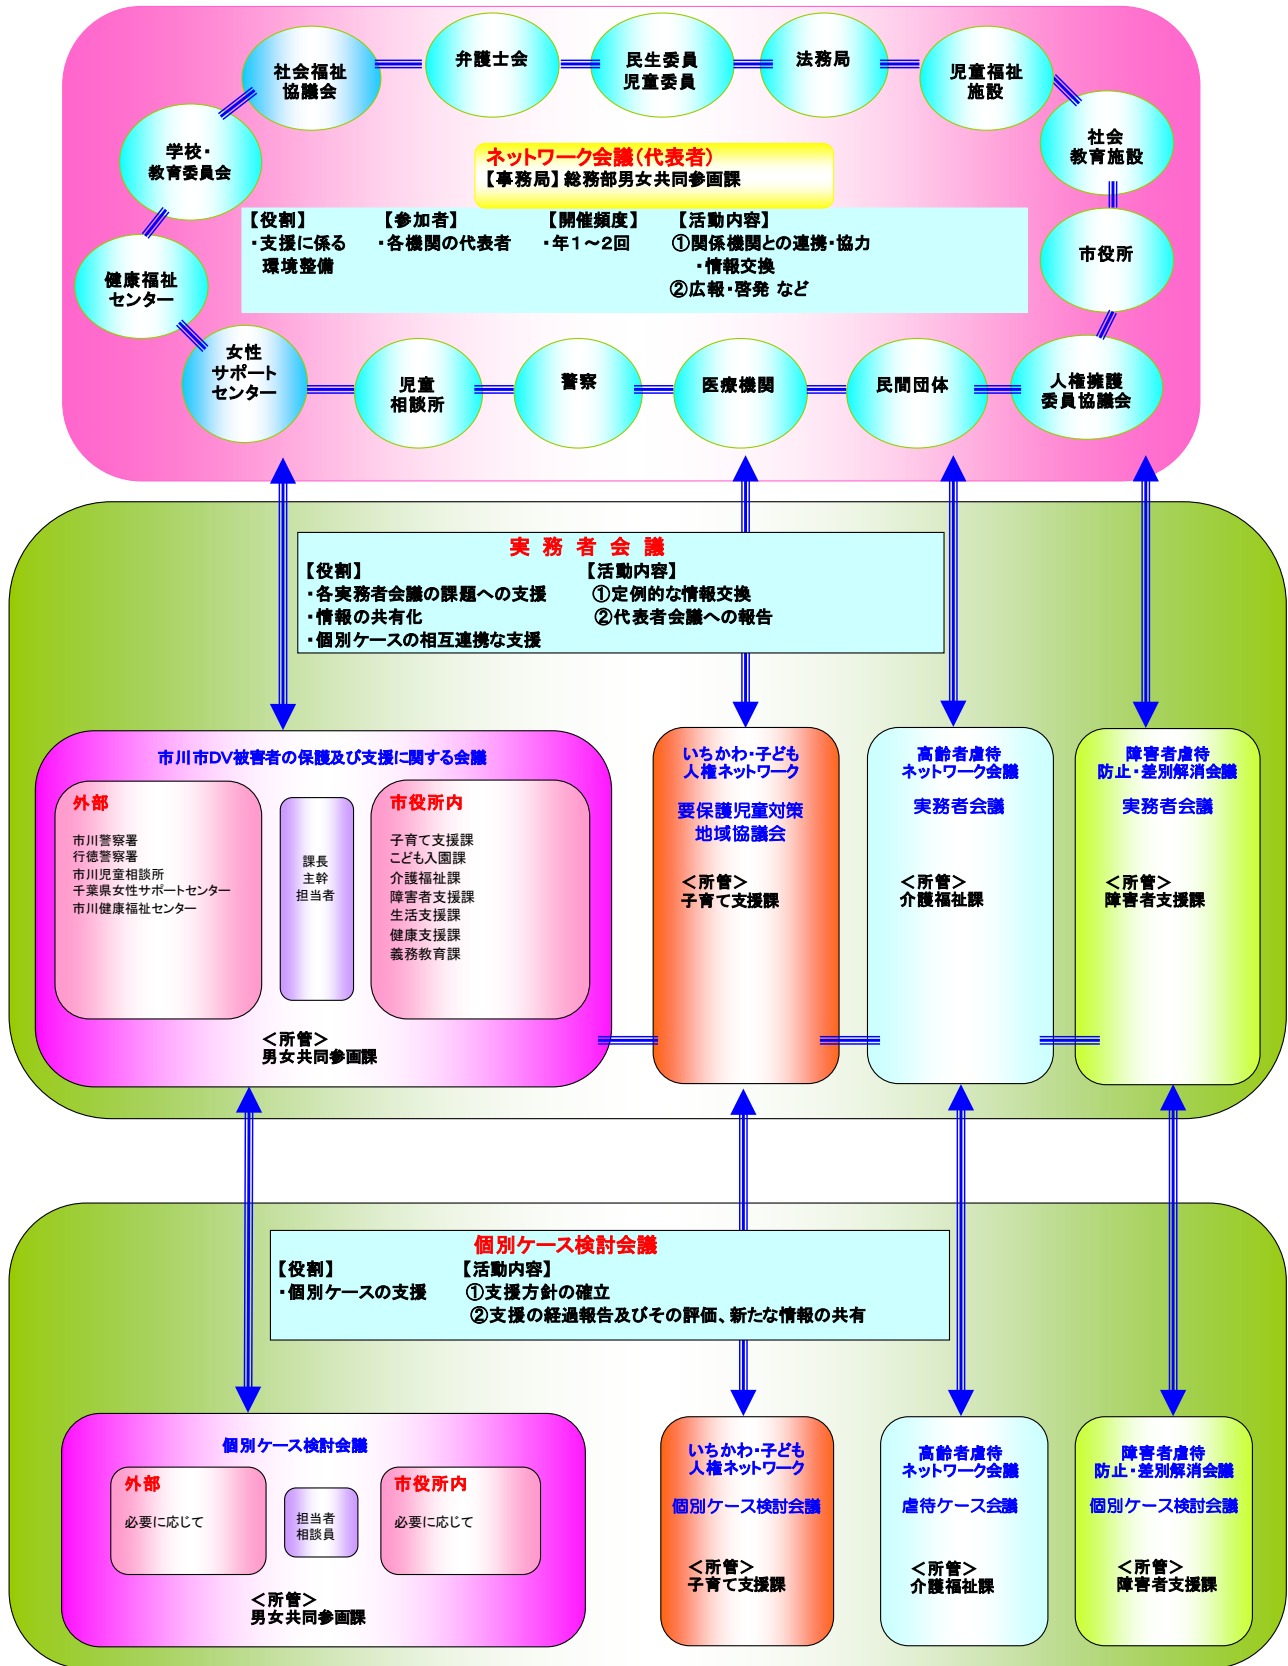 社会福祉
協議会
弁護士会
民生委員
児童委員
法務局
児童福祉
施設
社会
教育施設
学校・
教育委員会
ネットワーク会議(代表者)
【事務局】総務部男女共同参画課
【役割】
・支援に係る
環境整備
【参加者】
・各機関の代表者
【開催頻度】
・年1～2回
【活動内容】
①関係機関との連携・協力
・情報交換
②広報・啓発 など
市役所
健康福祉
センター
女性
サポート
センター
児童
相談所
警察
医療機関
民間団体
人権擁護
委員協議会
実 務 者 会 議
【役割】
・各実務者会議の課題への支援
・情報の共有化
・個別ケースの相互連携な支援
【活動内容】
①定例的な情報交換
②代表者会議への報告
市川市DV被害者の保護及び支援に関する会議
外部
市川警察署
行徳警察署
市川児童相談所
千葉県女性サポートセンター
市川健康福祉センター
課長
主幹
担当者
市役所内
子育て支援課
こども入園課
介護福祉課
障害者支援課
生活支援課
健康支援課
義務教育課
＜所管＞
男女共同参画課
いちかわ・子ども
人権ネットワーク
要保護児童対策
地域協議会
＜所管＞
子育て支援課
高齢者虐待
ネットワーク会議
実務者会議
＜所管＞
介護福祉課
障害者虐待
防止・差別解消会議
実務者会議
＜所管＞
障害者支援課
個別ケース検討会議
【役割】
・個別ケースの支援
【活動内容】
①支援方針の確立
②支援の経過報告及びその評価、新たな情報の共有
個別ケース検討会議
外部
必要に応じて
担当者
相談員
市役所内
必要に応じて
＜所管＞
男女共同参画課
いちかわ・子ども
人権ネットワーク
個別ケース検討会議
＜所管＞
子育て支援課
高齢者虐待
ネットワーク会議
虐待ケース会議
＜所管＞
介護福祉課
障害者虐待
防止・差別解消会議
個別ケース検討会議
＜所管＞
障害者支援課